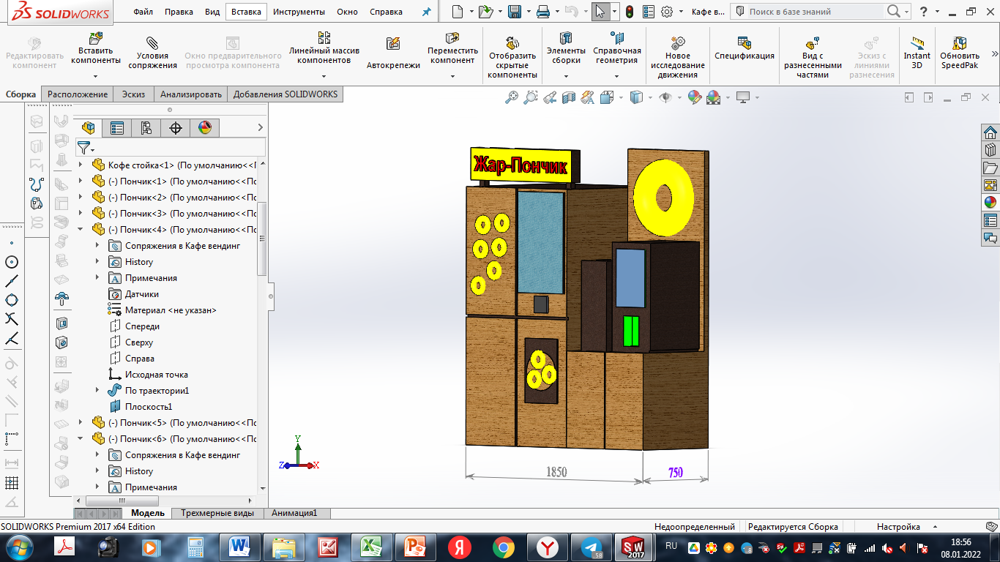 SOLIDWORKS
Файл Правка Вид Вставка Инструменты Окно Справка
Кафе в...
Поиск в базе знаний
?
Редактировать компонент
Вставить компоненты
Условия сопряжения
Окно предварительного просмотра компонента
Линейный массив компонентов
Автокрепежи
Переместить компонент
Отобразить скрытые компоненты
Элементы сборки
Справочная геометрия
Новое исследование движения
Спецификация
Вид с разнесенными частями
Эскиз с линиями разнесения
Instant 3D
Обновить SpeedPak
Сборка Расположение Эскиз Анализировать Добавления SOLIDWORKS
Кофе стойка<1> (По умолчанию<<П
(-) Пончик<1> (По умолчанию<<По
(-) Пончик<2> (По умолчанию<<По
(-) Пончик<3> (По умолчанию<<По
(-) Пончик<4> (По умолчанию<<По
Сопряжения в Кафе вендинг
History
Примечания
Датчики
Материал <не указан>
Спереди
Сверху
Справа
Исходная точка
По траектории1
Плоскость1
(-) Пончик<5> (По умолчанию<<По
(-) Пончик<6> (По умолчанию<<По
Сопряжения в Кафе вендинг
History
Примечания
Жар-Пончик
1850
750
Y
Z
X
Модель Трехмерные виды Анимация1
SOLIDWORKS Premium 2017 x64 Edition
Недоопределенный
Редактируется Сборка
Настройка
RU
18:56
08.01.2022